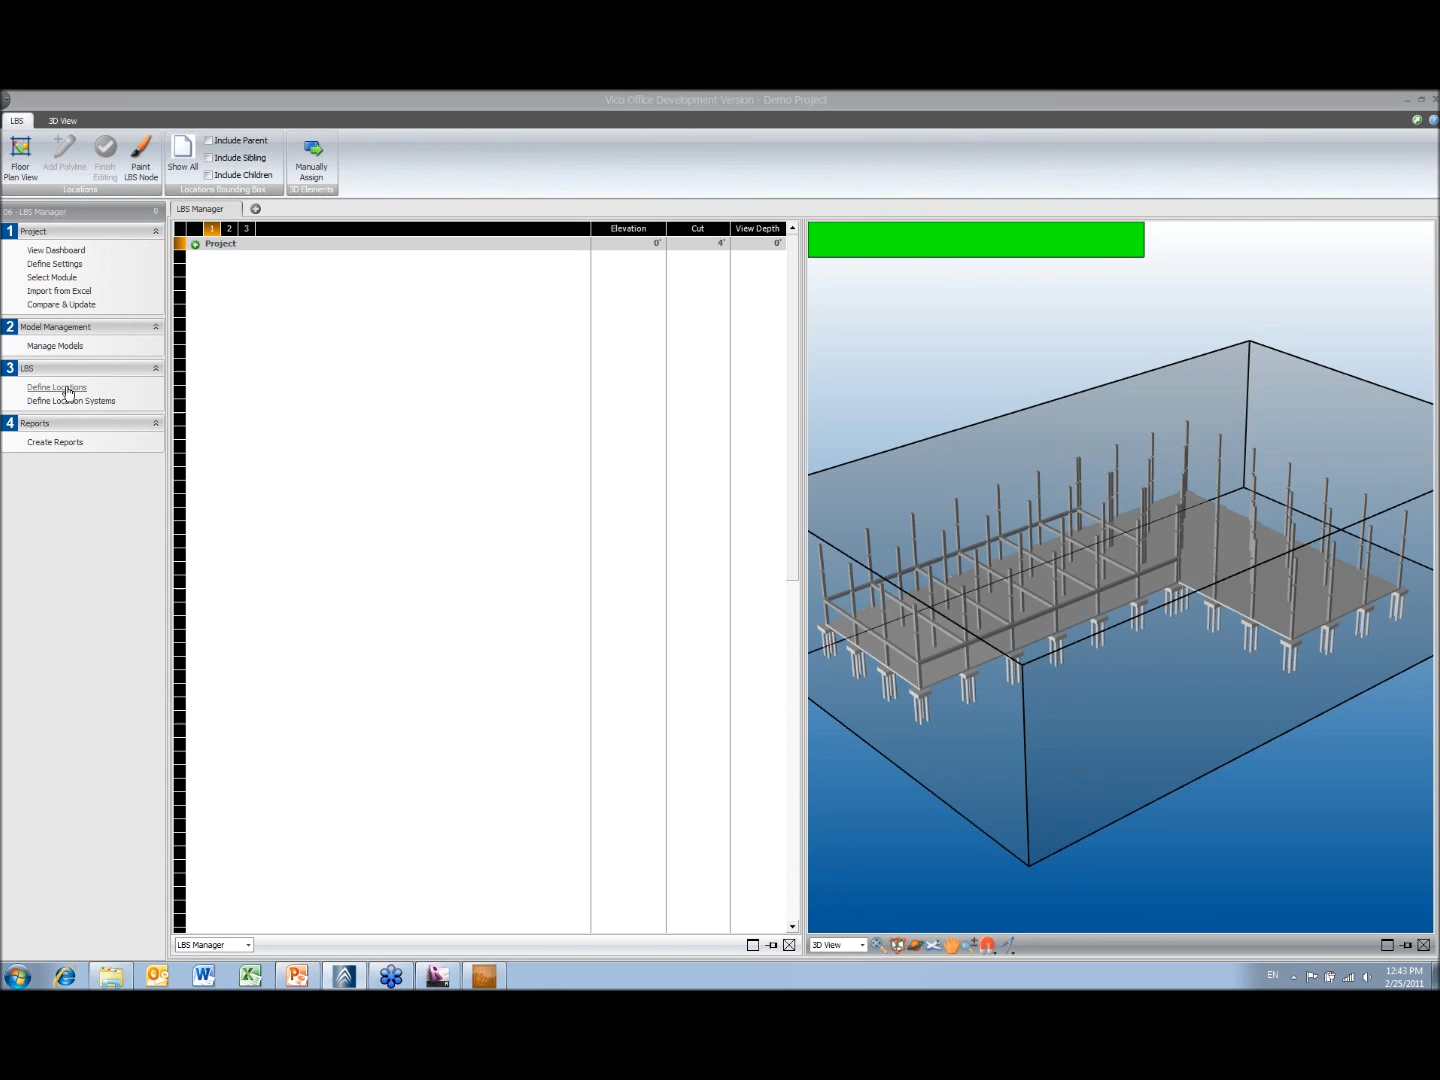 Vico Office Development Version - Demo Project
LBS
3D View
Floor Plan View
Add Polyline
Finish Editing
Paint LBS Node
Locations
Show All
Include Parent
Include Sibling
Include Children
Locations Bounding Box
Manually Assign
3D Elements
06 - LBS Manager
LBS Manager
1 Project
View Dashboard
Define Settings
Select Module
Import from Excel
Compare & Update
2 Model Management
Manage Models
3 LBS
Define Locations
Define Location Systems
4 Reports
Create Reports
1 2 3 Elevation Cut View Depth
Project 0' 4' 0'
LBS Manager
3D View
EN
12:43 PM
2/25/2011